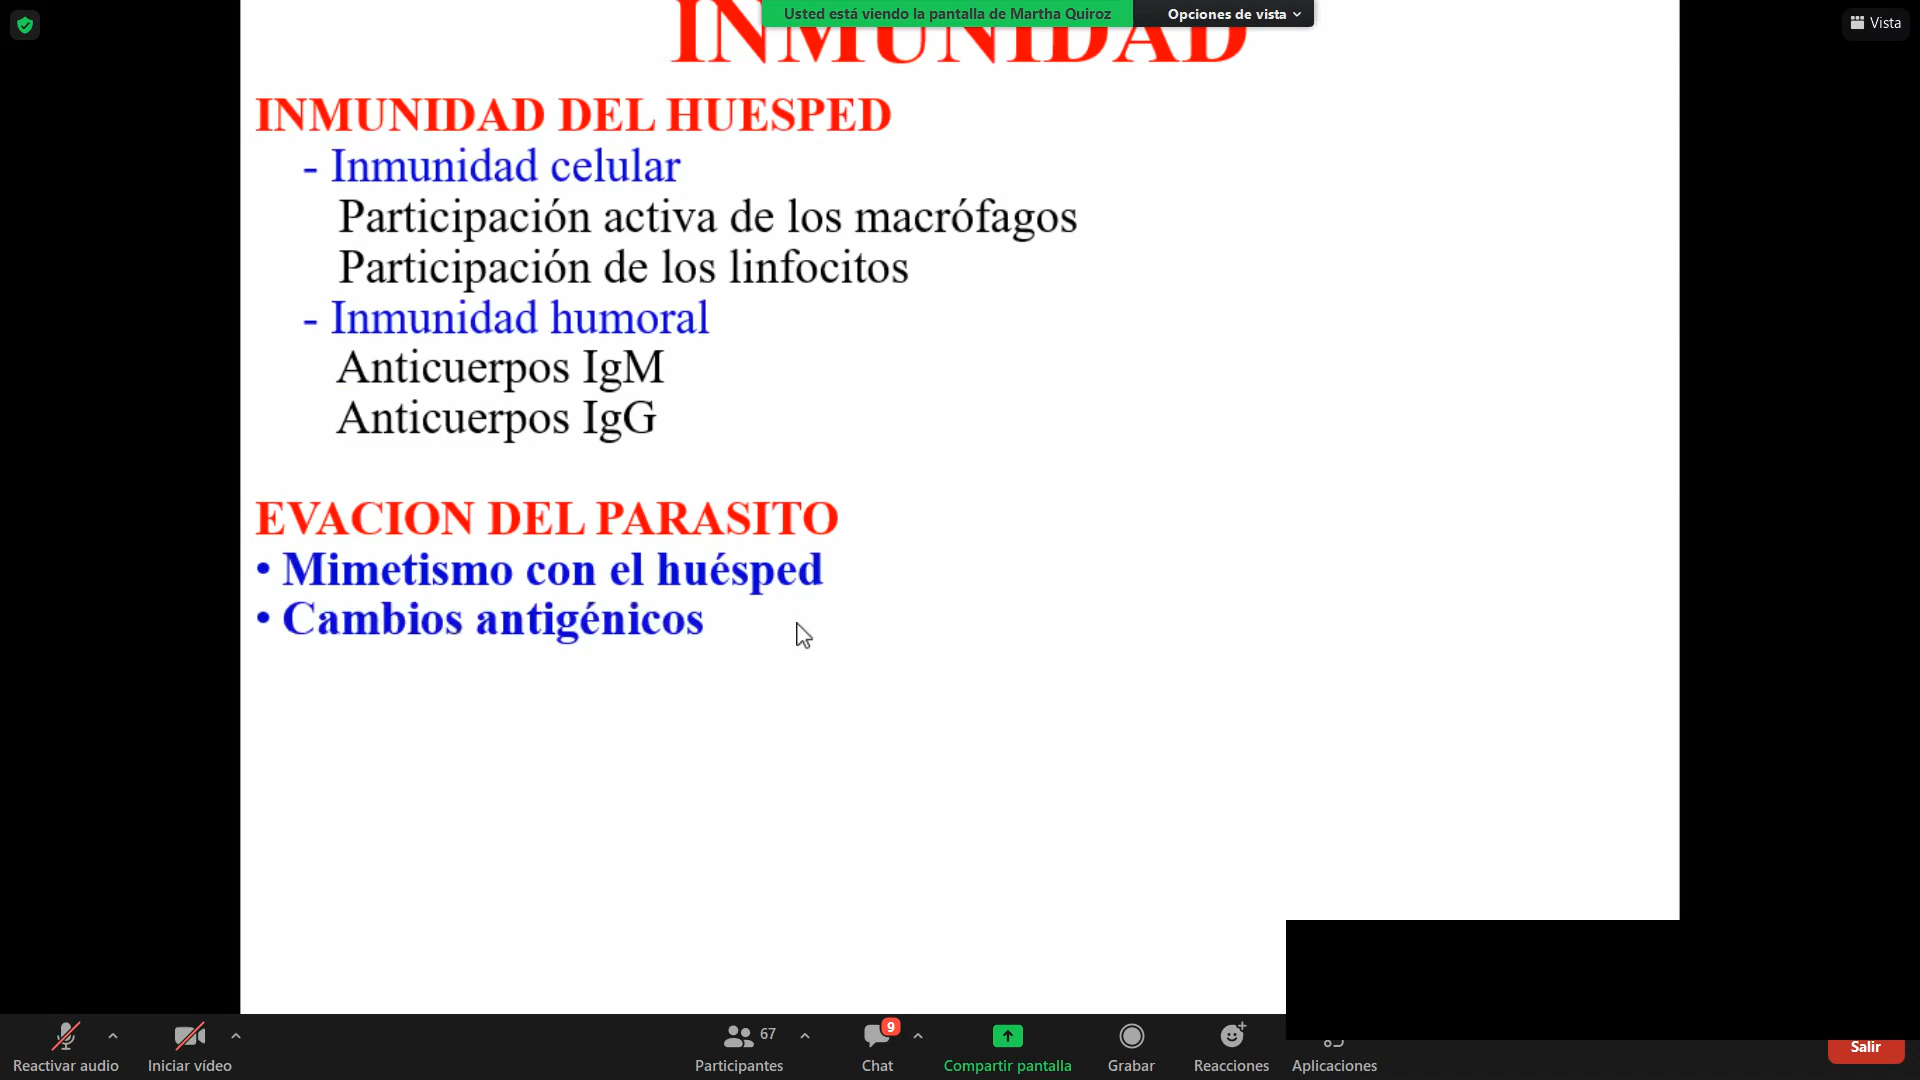 Usted está viendo la pantalla de Martha Quiroz
Opciones de vista
Vista
INMUNIDAD
INMUNIDAD DEL HUESPED
- Inmunidad celular
Participación activa de los macrófagos
Participación de los linfocitos
- Inmunidad humoral
Anticuerpos IgM
Anticuerpos IgG
EVACION DEL PARASITO
• Mimetismo con el huésped
• Cambios antigénicos
67
9
Reactivar audio
Iniciar vídeo
Participantes
Chat
Compartir pantalla
Grabar
Reacciones
Aplicaciones
Salir